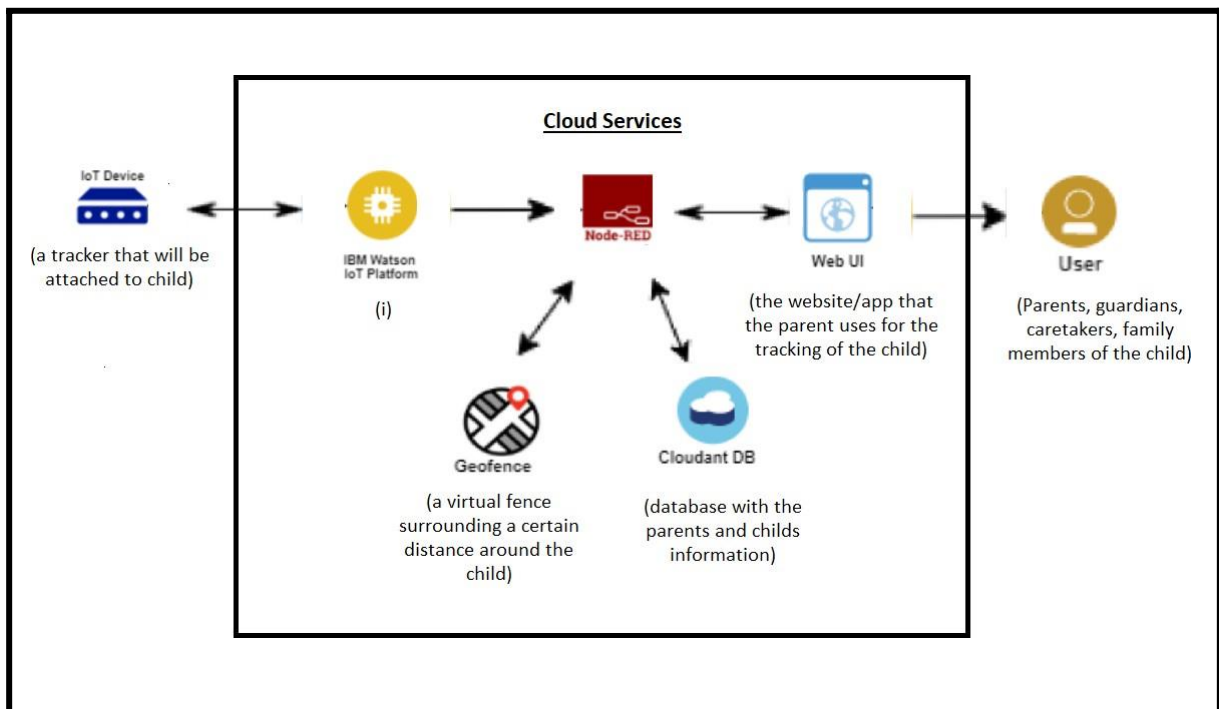 Cloud Services
IoT Device
(a tracker that will be
attached to child)
IBM Watson
IoT Platform
(i)
Node-RED
Web UI
(the website/app that
the parent uses for the
tracking of the child)
User
(Parents, guardians,
caretakers, family
members of the child)
Geofence
(a virtual fence
surrounding a certain
distance around the
child)
Cloudant DB
(database with the
parents and childs
information)